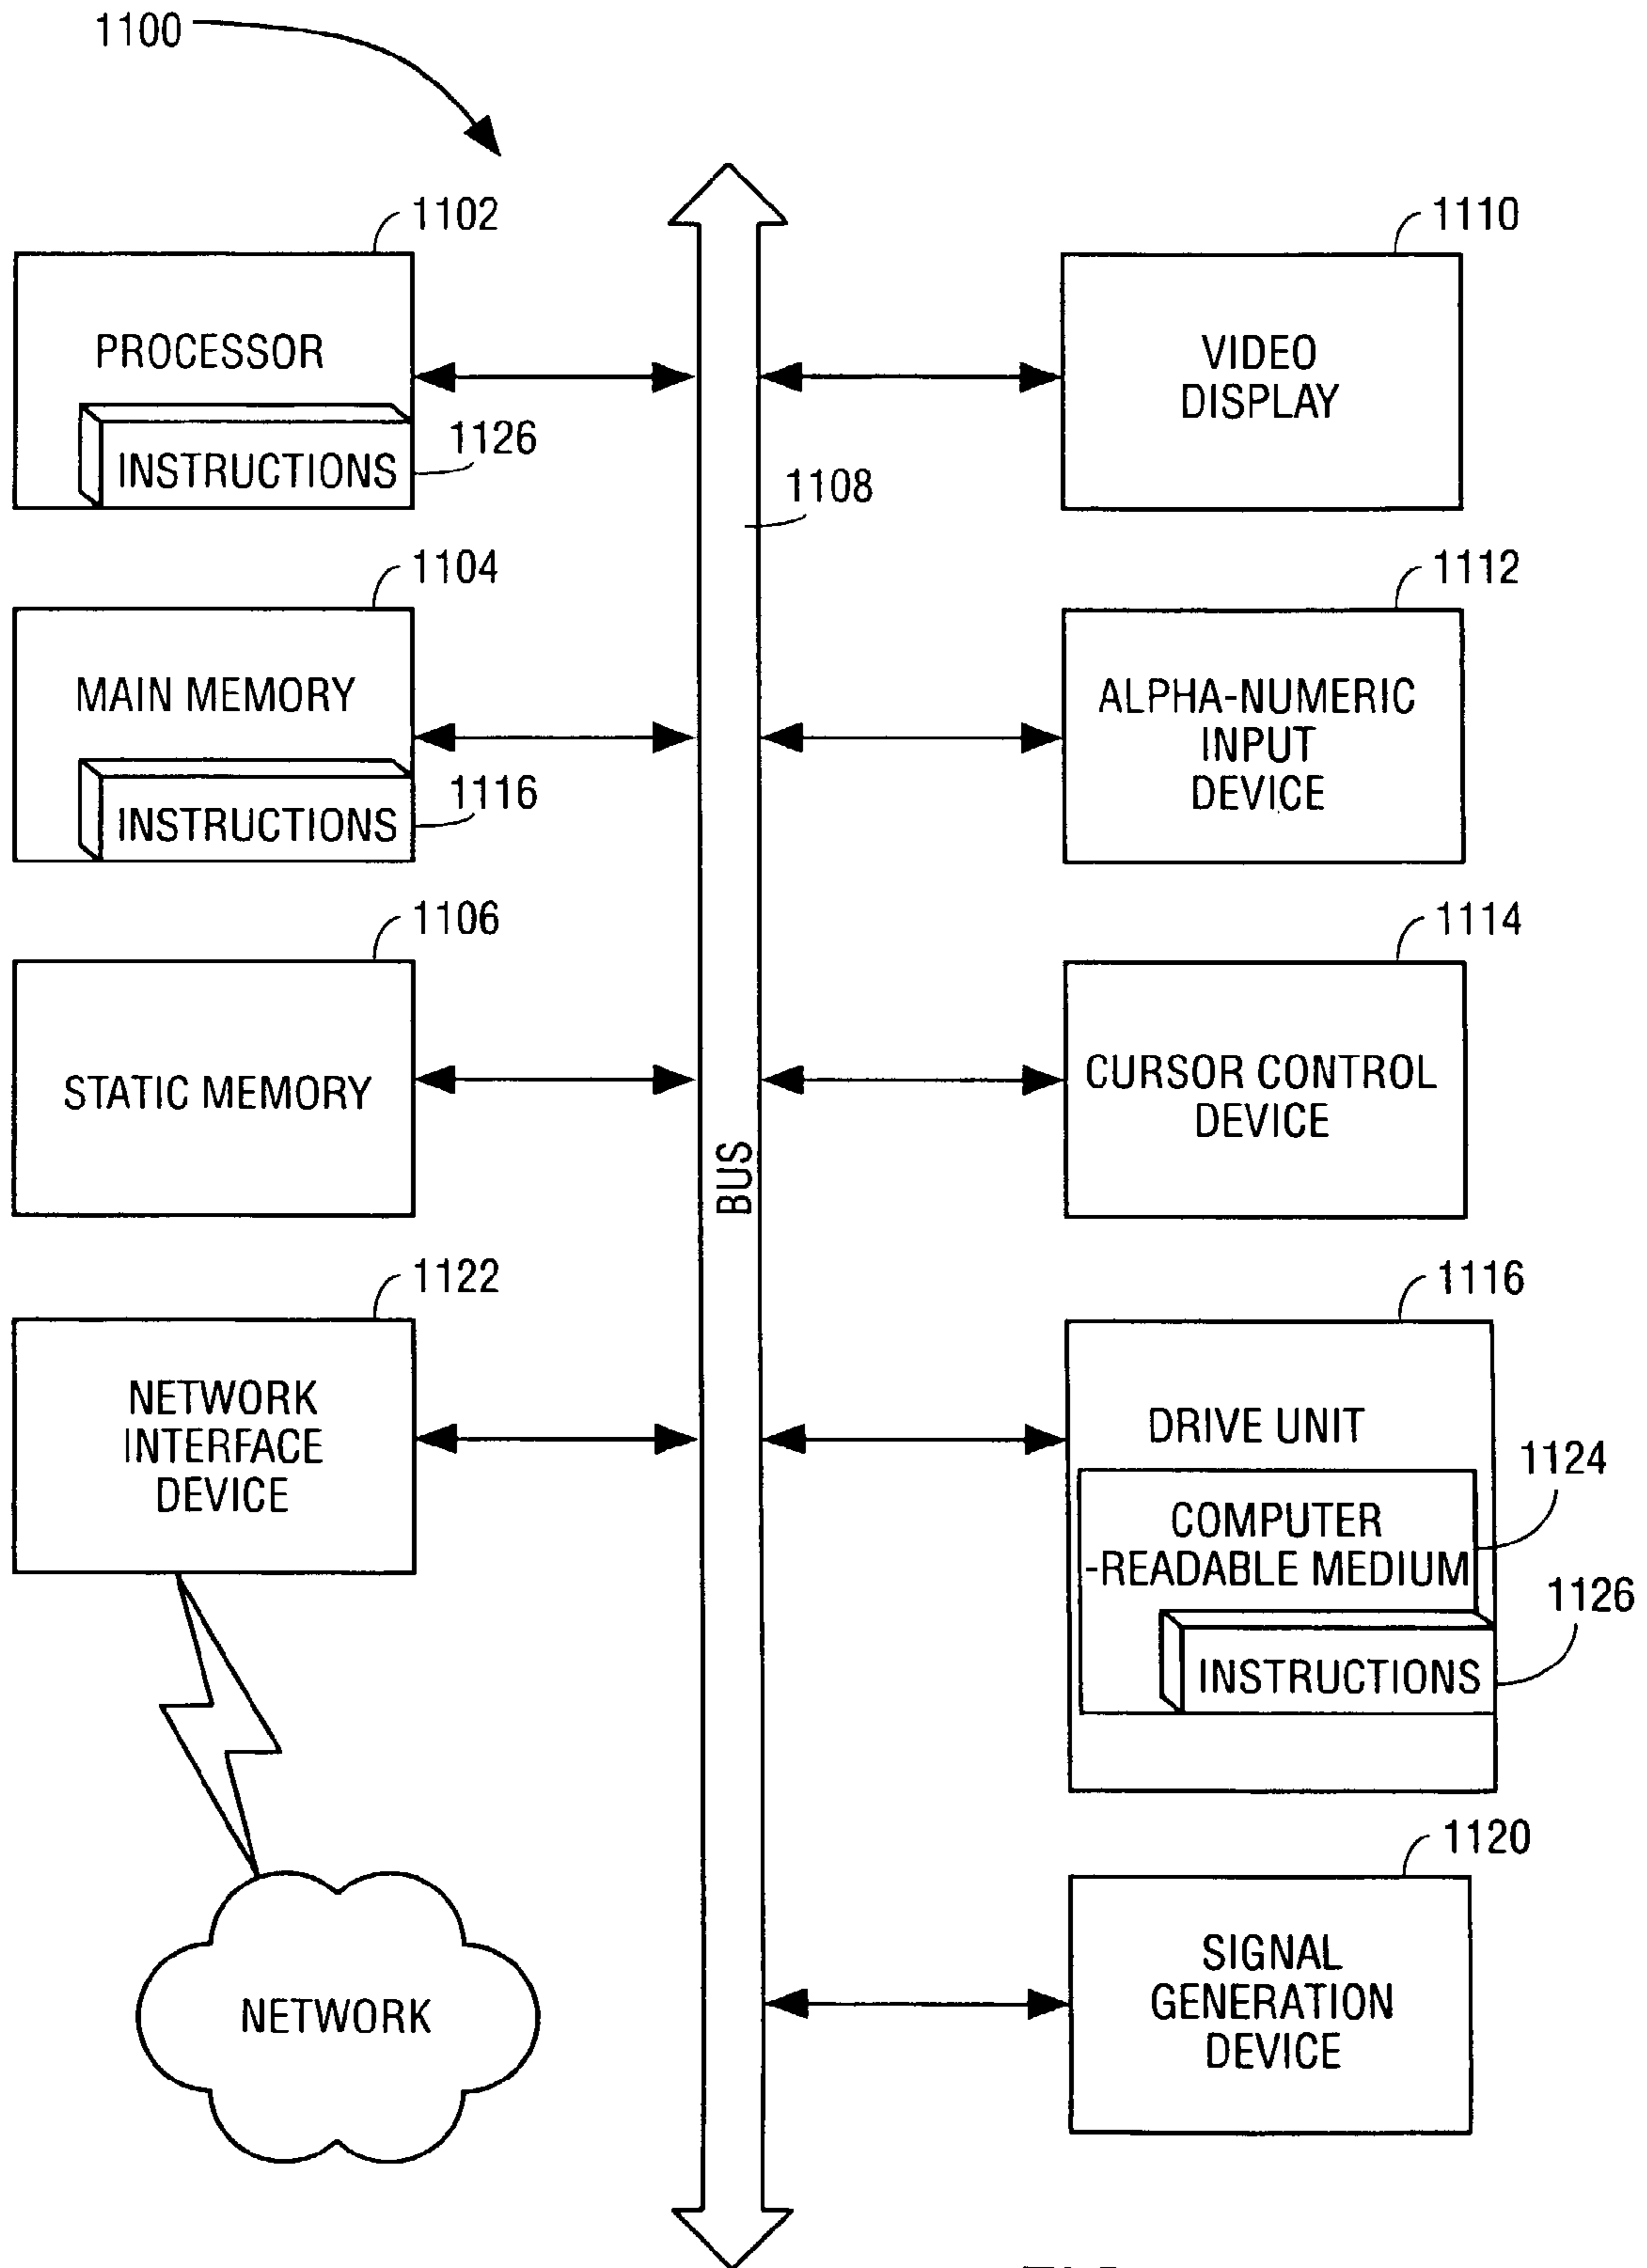 1100
1102
PROCESSOR
INSTRUCTIONS
1126
1104
MAIN MEMORY
INSTRUCTIONS
1116
1106
STATIC MEMORY
1122
NETWORK
INTERFACE
DEVICE
NETWORK
1108
BUS
1110
VIDEO
DISPLAY
1112
ALPHA-NUMERIC
INPUT
DEVICE
1114
CURSOR CONTROL
DEVICE
1116
DRIVE UNIT
1124
COMPUTER
-READABLE MEDIUM
1126
INSTRUCTIONS
1120
SIGNAL
GENERATION
DEVICE